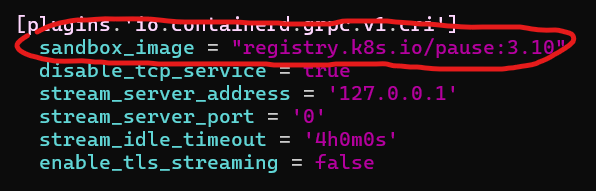 [plugins.'io.containerd.grpc.v1.cri']
sandbox_image = "registry.k8s.io/pause:3.10"
disable_tcp_service = true
stream_server_address = '127.0.0.1'
stream_server_port = '0'
stream_idle_timeout = '4h0m0s'
enable_tls_streaming = false